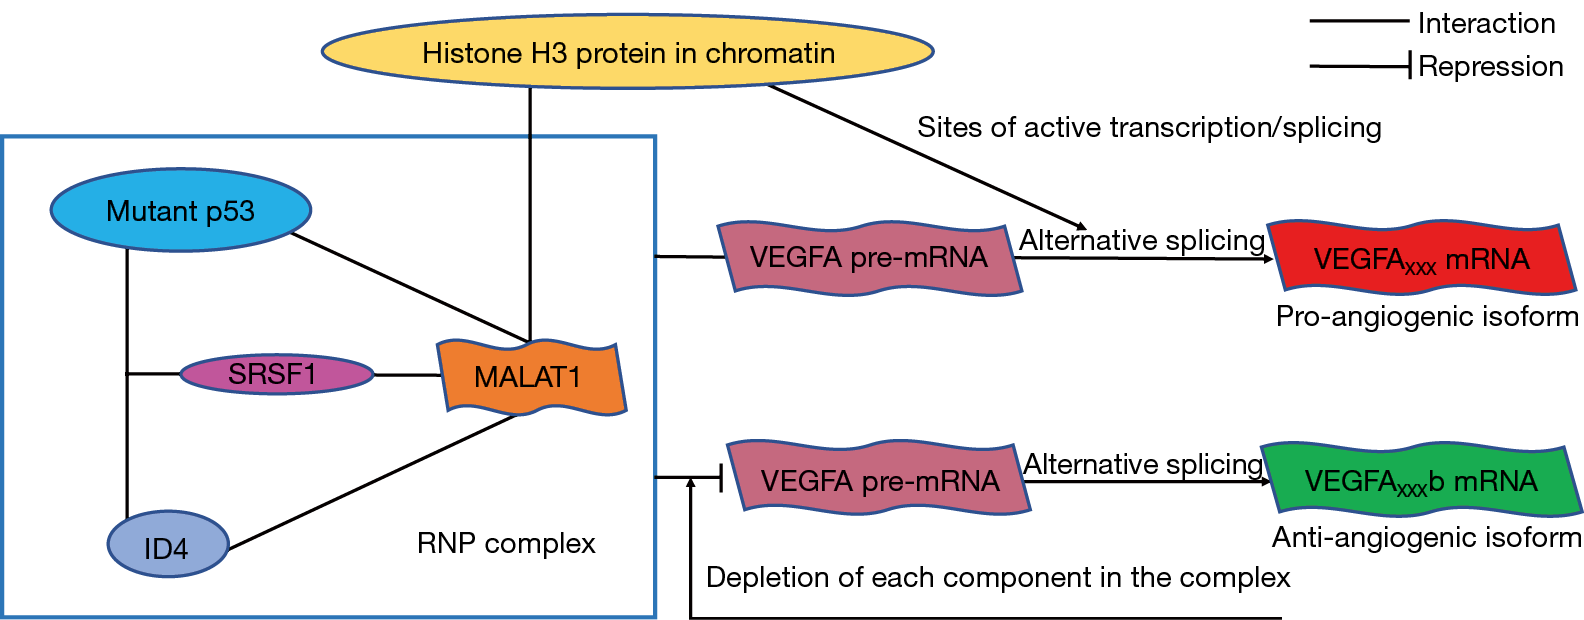 Histone H3 protein in chromatin
Interaction
Repression
Sites of active transcription/splicing
Mutant p53
VEGFA pre-mRNA
Alternative splicing
VEGFAxxx mRNA
Pro-angiogenic isoform
SRSF1
MALAT1
VEGFA pre-mRNA
Alternative splicing
VEGFAxxxb mRNA
Anti-angiogenic isoform
ID4
RNP complex
Depletion of each component in the complex